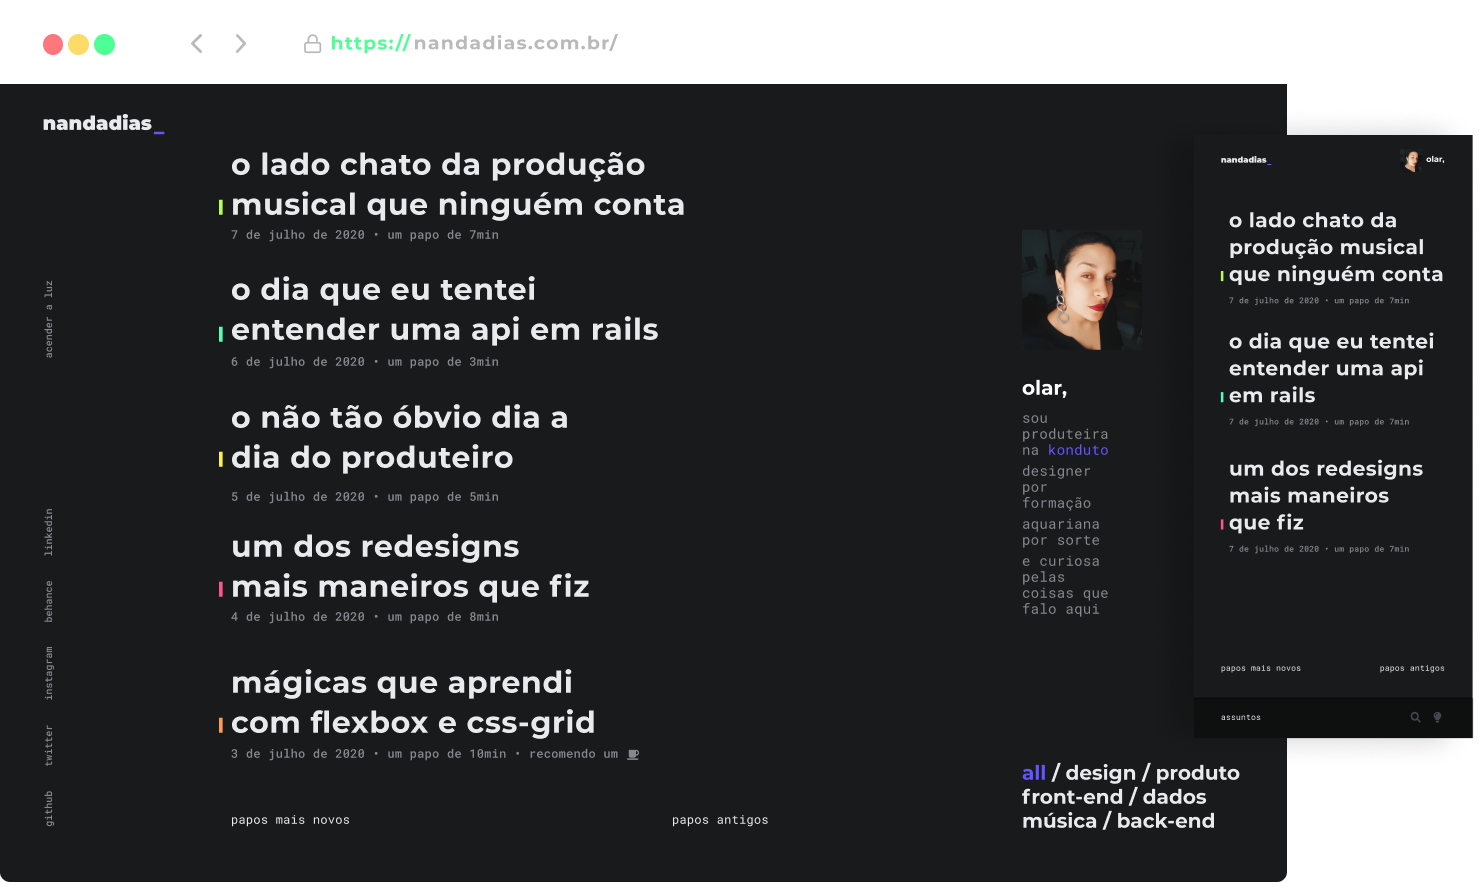 https://nandadias.com.br/
nandadias_
o lado chato da produção
musical que ninguém conta
7 de julho de 2020 • um papo de 7min
o dia que eu tentei
entender uma api em rails
6 de julho de 2020 • um papo de 3min
o não tão óbvio dia a
dia do produteiro
5 de julho de 2020 • um papo de 5min
um dos redesigns
mais maneiros que fiz
4 de julho de 2020 • um papo de 8min
mágicas que aprendi
com flexbox e css-grid
3 de julho de 2020 • um papo de 10min • recomendo um
papos mais novos
papos antigos
acender a luz
linkedin
behance
instagram
twitter
github
olar,
sou
produteira
na konduto
designer
por
formação
aquariana
por sorte
e curiosa
pelas
coisas que
falo aqui
all / design / produto
front-end / dados
música / back-end
nandadias_
olar,
o lado chato da
produção musical
que ninguém conta
7 de julho de 2020 • um papo de 7min
o dia que eu tentei
entender uma api
em rails
7 de julho de 2020 • um papo de 7min
um dos redesigns
mais maneiros
que fiz
7 de julho de 2020 • um papo de 7min
papos mais novos
papos antigos
assuntos